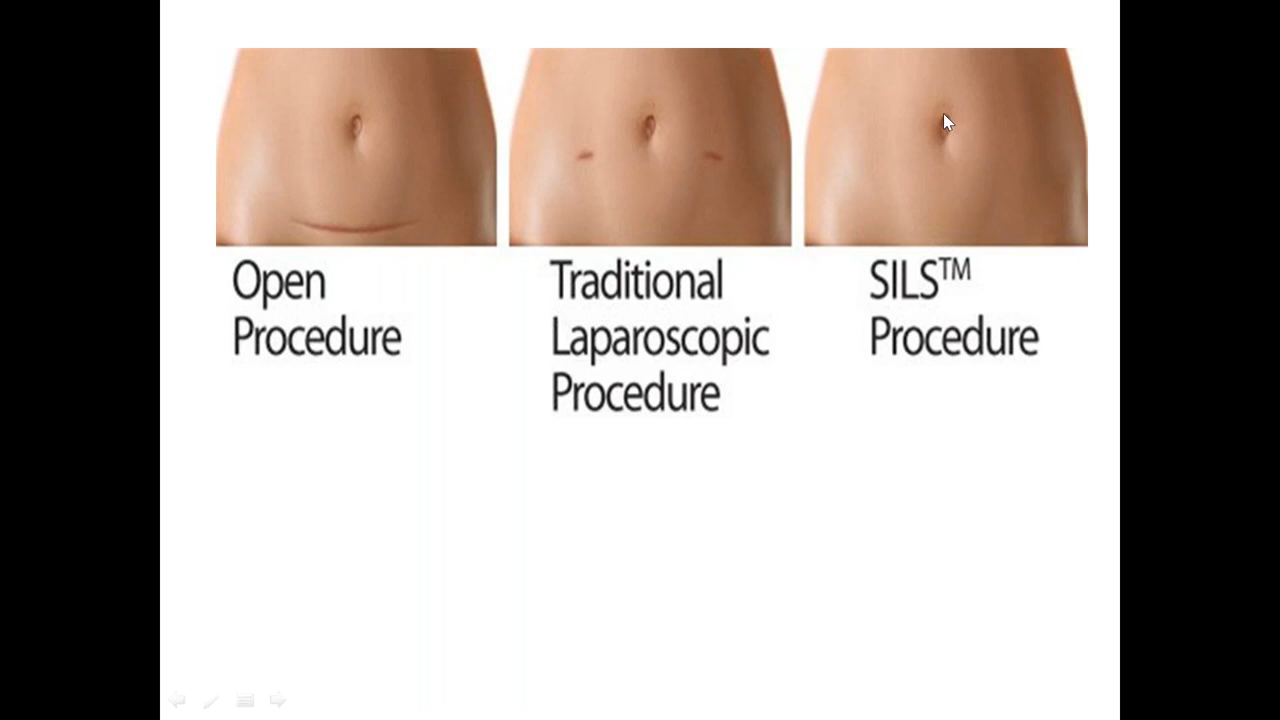 Open
Procedure
Traditional
Laparoscopic
Procedure
SILS™
Procedure